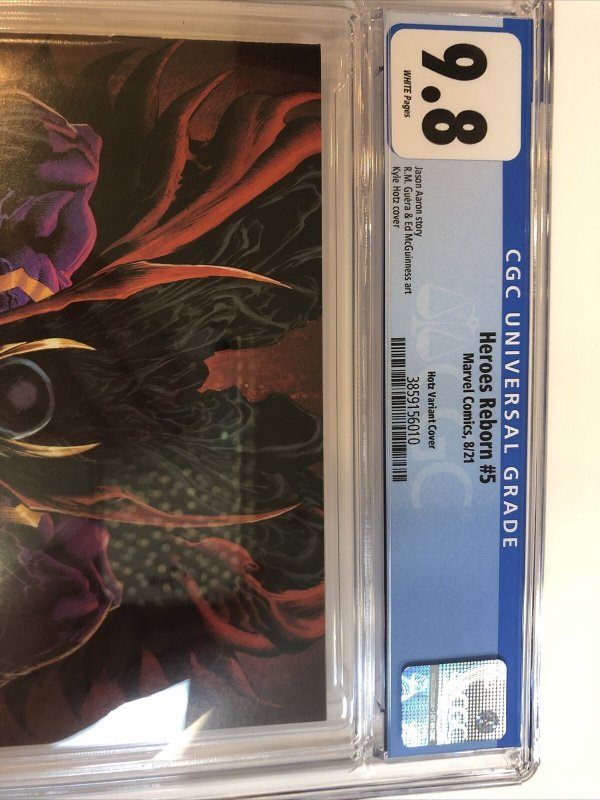 CGC UNIVERSAL GRADE
9.8
WHITE Pages
Heroes Reborn #5
Marvel Comics, 8/21
Hotz Variant Cover
3859156010
Jason Aaron story
R.M. Guéra & Ed McGuinness art
Kyle Hotz cover
CGC